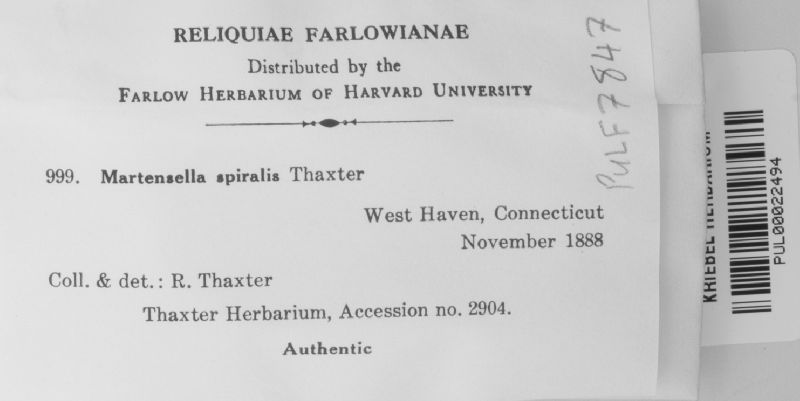 RELIQUIAE FARLOWIANAE
Distributed by the
FARLOW HERBARIUM OF HARVARD UNIVERSITY
999. Martensella spiralis Thaxter
West Haven, Connecticut
November 1888
Coll. & det.: R. Thaxter
Thaxter Herbarium, Accession no. 2904.
Authentic
PULF7847
KRIEBEL HERBARIUM
PUL00022494